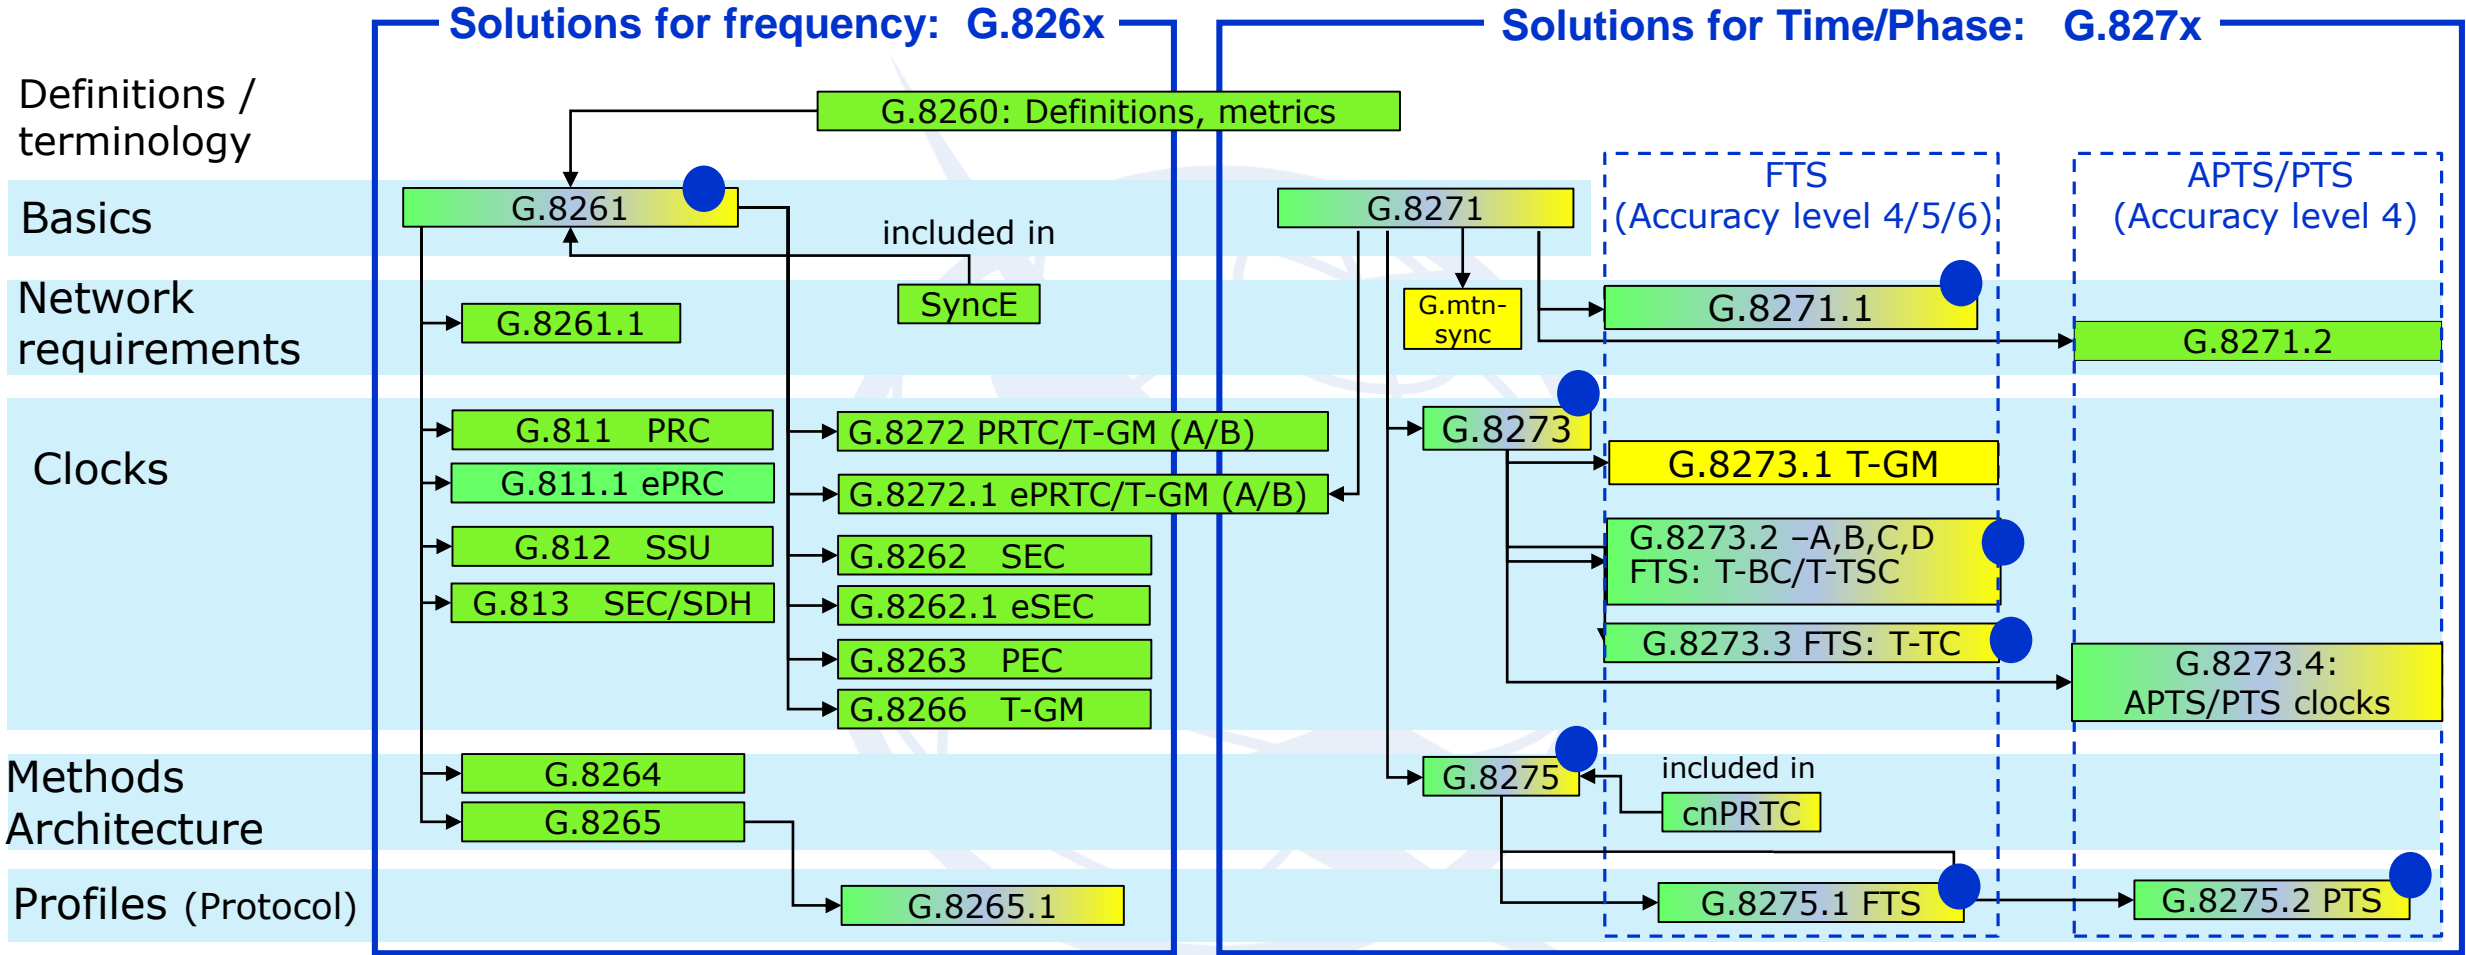 Solutions for frequency: G.826x
Solutions for Time/Phase: G.827x
Definitions /
terminology
G.8260: Definitions, metrics
Basics
G.8261
included in
SyncE
G.8271
FTS
(Accuracy level 4/5/6)
APTS/PTS
(Accuracy level 4)
Network
requirements
G.8261.1
G.mtn-
sync
G.8271.1
G.8271.2
Clocks
G.811 PRC
G.811.1 ePRC
G.812 SSU
G.813 SEC/SDH
G.8272 PRTC/T-GM (A/B)
G.8272.1 ePRTC/T-GM (A/B)
G.8262 SEC
G.8262.1 eSEC
G.8263 PEC
G.8266 T-GM
G.8273
G.8273.1 T-GM
G.8273.2 –A,B,C,D
FTS: T-BC/T-TSC
G.8273.3 FTS: T-TC
G.8273.4:
APTS/PTS clocks
Methods
Architecture
G.8264
G.8265
G.8275
included in
cnPRTC
Profiles (Protocol)
G.8265.1
G.8275.1 FTS
G.8275.2 PTS